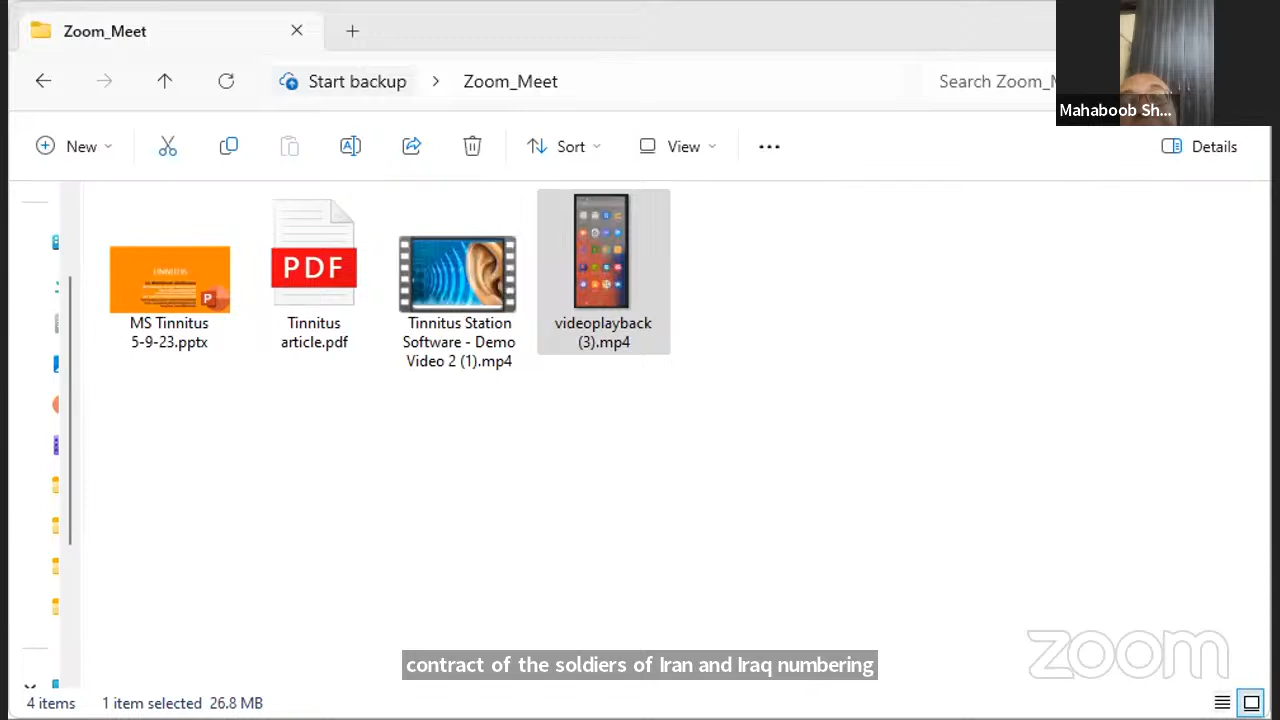 Zoom_Meet
Start backup
Zoom_Meet
Search Zoom_M
Mahaboob Sh...
New
Sort
View
Details
PDF
TINNITUS
MS Tinnitus
5-9-23.pptx
Tinnitus
article.pdf
Tinnitus Station
Software - Demo
Video 2 (1).mp4
videoplayback
(3).mp4
contract of the soldiers of Iran and Iraq numbering
zoom
4 items
1 item selected 26.8 MB